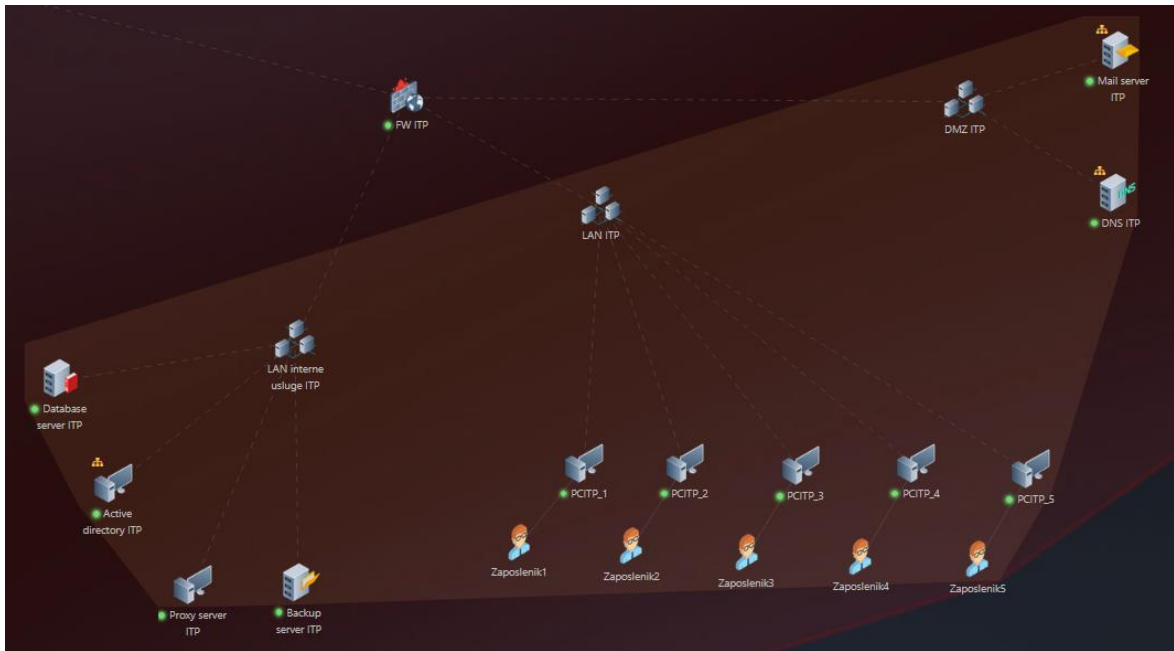 Mail server
ITP
FW ITP
DMZ ITP
DNS ITP
LAN ITP
LAN interne
usluge ITP
Database
server ITP
PCITP_1
PCITP_2
PCITP_3
PCITP_4
PCITP_5
Active
directory ITP
Zaposlenik1
Zaposlenik2
Zaposlenik3
Zaposlenik4
Zaposlenik5
Proxy server
ITP
Backup
server ITP